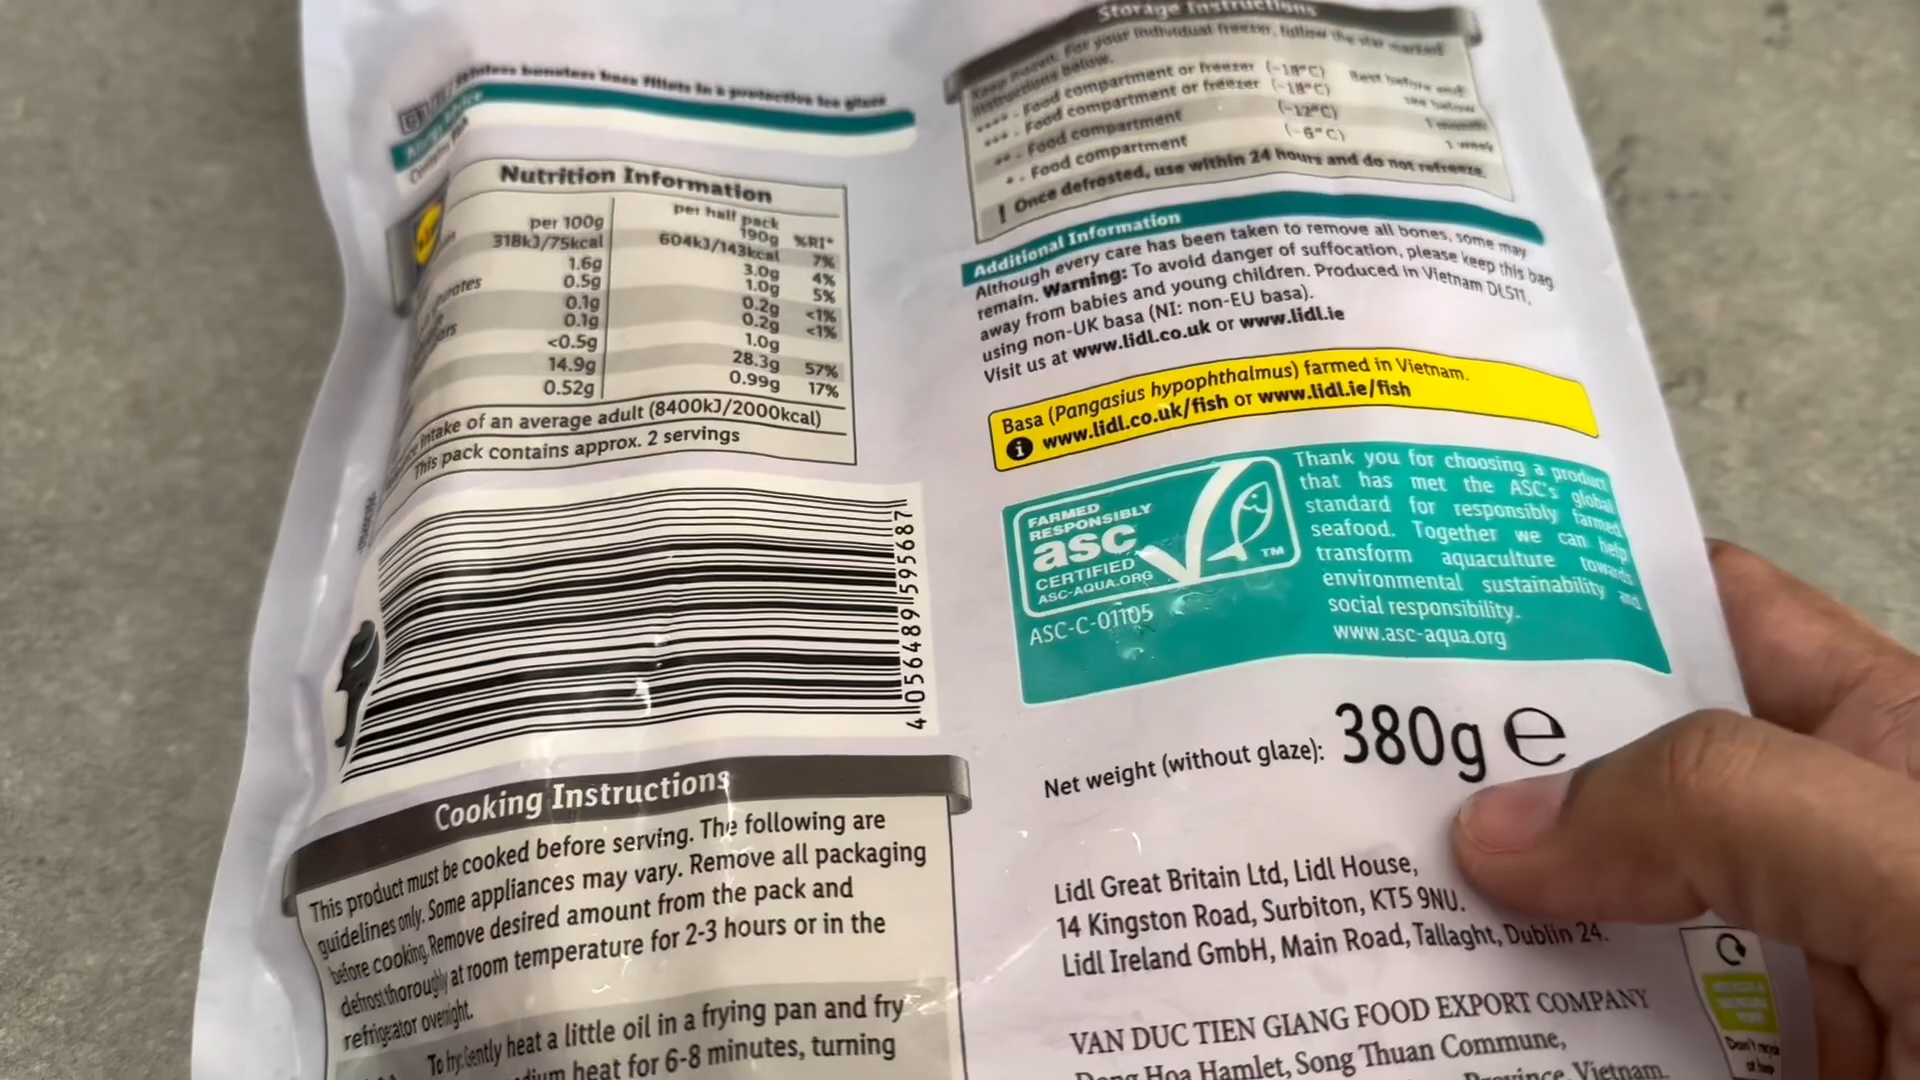 boneless basa fillets in a protective ice glaze
Nutrition Information
per 100g per half pack
190g %RI*
318kJ/75kcal 604kJ/143kcal 7%
1.6g 3.0g 4%
0.5g 1.0g 5%
0.1g 0.2g <1%
0.1g 0.2g <1%
<0.5g 1.0g
14.9g 28.3g 57%
0.52g 0.99g 17%
intake of an average adult (8400kJ/2000kcal)
This pack contains approx. 2 servings
4 056489 595687
Cooking Instructions
This product must be cooked before serving. The following are
guidelines only. Some appliances may vary. Remove all packaging
before cooking. Remove desired amount from the pack and
defrost thoroughly at room temperature for 2-3 hours or in the
refrigerator overnight.
To fry: Gently heat a little oil in a frying pan and fry
heat for 6-8 minutes, turning
Storage Instructions
Keep frozen. For your individual freezer, follow the star marked
instructions below.
Best before end:
**** - Food compartment or freezer (-18°C) see below
*** - Food compartment or freezer (-18°C)
** - Food compartment (-12°C) 1 month
* - Food compartment (-6°C) 1 week
! Once defrosted, use within 24 hours and do not refreeze.
Additional Information
Although every care has been taken to remove all bones, some may
remain. Warning: To avoid danger of suffocation, please keep this bag
away from babies and young children. Produced in Vietnam DL511,
using non-UK basa (NI: non-EU basa).
Visit us at www.lidl.co.uk or www.lidl.ie
Basa (Pangasius hypophthalmus) farmed in Vietnam.
i www.lidl.co.uk/fish or www.lidl.ie/fish
FARMED
RESPONSIBLY
asc
CERTIFIED
ASC-AQUA.ORG
TM
ASC-C-01105
Thank you for choosing a product
that has met the ASC's global
standard for responsibly farmed
seafood. Together we can help
transform aquaculture towards
environmental sustainability and
social responsibility.
www.asc-aqua.org
Net weight (without glaze): 380g ℮
Lidl Great Britain Ltd, Lidl House,
14 Kingston Road, Surbiton, KT5 9NU.
Lidl Ireland GmbH, Main Road, Tallaght, Dublin 24.
VAN DUC TIEN GIANG FOOD EXPORT COMPANY
Hoa Hamlet, Song Thuan Commune,
Province, Vietnam.